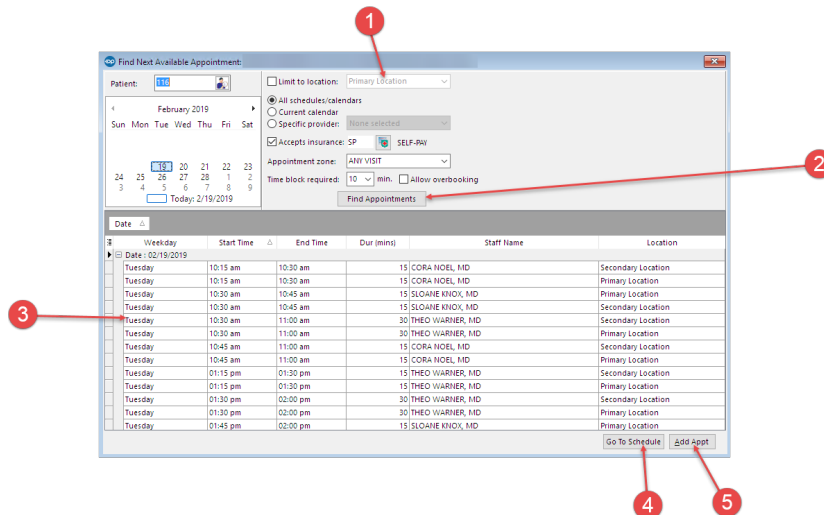 1
Find Next Available Appointment:
Patient: 116
Limit to location: Primary Location
February 2019
All schedules/calendars
Current calendar
Sun Mon Tue Wed Thu Fri Sat
Specific provider: None selected
Accepts insurance: SP SELF-PAY
19 20 21 22 23
Appointment zone: ANY VISIT
2
24 25 26 27 28 1 2
Time block required: 10 min. Allow overbooking
3 4 5 6 7 8 9
Today: 2/19/2019
Find Appointments
Date
Weekday Start Time End Time Dur (mins) Staff Name Location
Date : 02/19/2019
Tuesday 10:15 am 10:30 am 15 CORA NOEL, MD Secondary Location
Tuesday 10:15 am 10:30 am 15 CORA NOEL, MD Primary Location
Tuesday 10:30 am 10:45 am 15 SLOANE KNOX, MD Primary Location
Tuesday 10:30 am 10:45 am 15 SLOANE KNOX, MD Secondary Location
3
Tuesday 10:30 am 11:00 am 30 THEO WARNER, MD Secondary Location
Tuesday 10:30 am 11:00 am 30 THEO WARNER, MD Primary Location
Tuesday 10:45 am 11:00 am 15 CORA NOEL, MD Secondary Location
Tuesday 10:45 am 11:00 am 15 CORA NOEL, MD Primary Location
Tuesday 01:15 pm 01:30 pm 15 THEO WARNER, MD Secondary Location
Tuesday 01:15 pm 01:30 pm 15 THEO WARNER, MD Primary Location
Tuesday 01:30 pm 02:00 pm 30 THEO WARNER, MD Secondary Location
Tuesday 01:30 pm 02:00 pm 30 THEO WARNER, MD Primary Location
Tuesday 01:45 pm 02:00 pm 15 SLOANE KNOX, MD Primary Location
Go To Schedule Add Appt
4 5